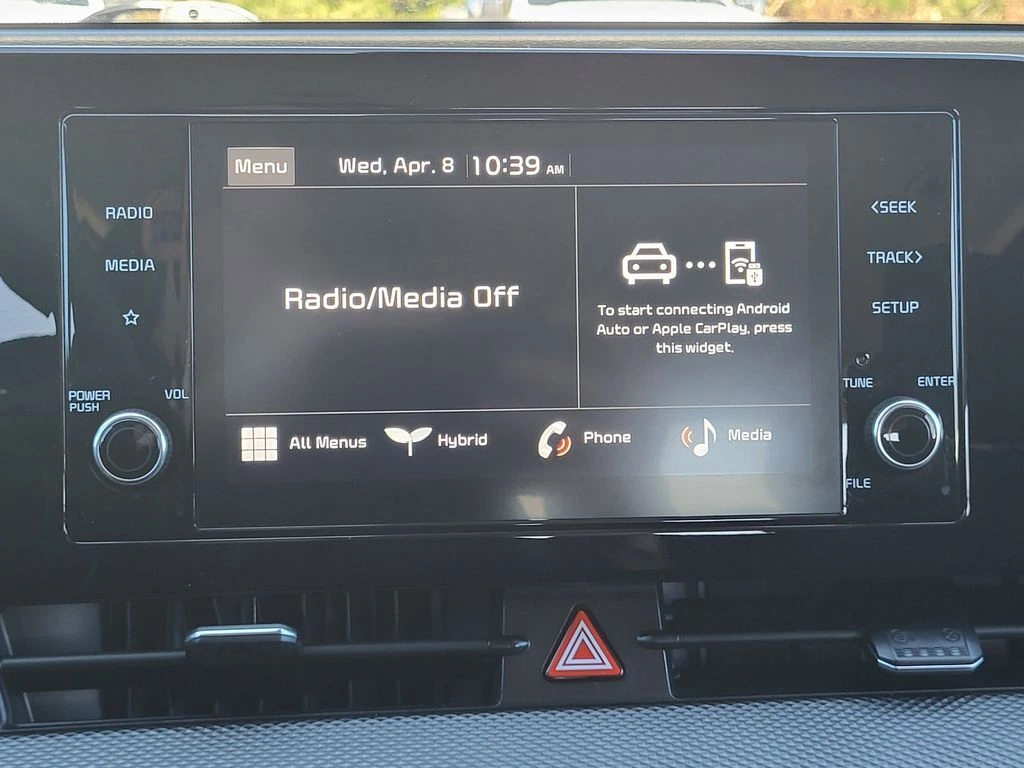 Menu
Wed, Apr. 8
10:39 AM
RADIO
MEDIA
POWER
PUSH
VOL
Radio/Media Off
To start connecting Android
Auto or Apple CarPlay, press
this widget.
All Menus
Hybrid
Phone
Media
<SEEK
TRACK>
SETUP
TUNE
ENTER
FILE